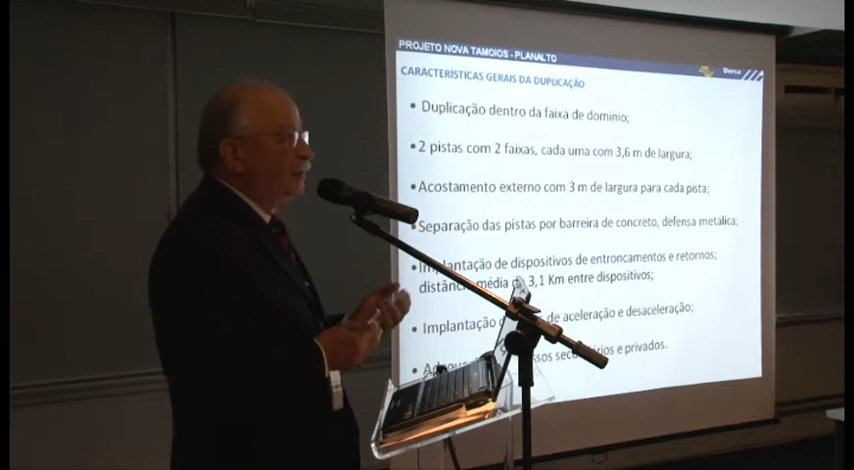 PROJETO NOVA TAMOIOS - PLANALTO
Dersa
CARACTERÍSTICAS GERAIS DA DUPLICAÇÃO
• Duplicação dentro da faixa de domínio;
• 2 pistas com 2 faixas, cada uma com 3,6 m de largura;
• Acostamento externo com 3 m de largura para cada pista;
• Separação das pistas por barreira de concreto, defensa metálica;
• Implantação de dispositivos de entroncamentos e retornos;
distância média 3,1 Km entre dispositivos;
• Implantação de aceleração e desaceleração;
• e privados.